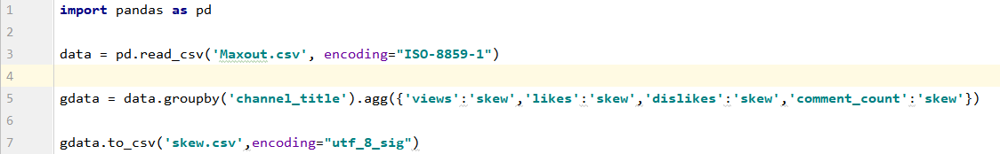 1 import pandas as pd
2
3 data = pd.read_csv('Maxout.csv', encoding="ISO-8859-1")
4
5 gdata = data.groupby('channel_title').agg({'views':'skew','likes':'skew','dislikes':'skew','comment_count':'skew'})
6
7 gdata.to_csv('skew.csv',encoding="utf_8_sig")